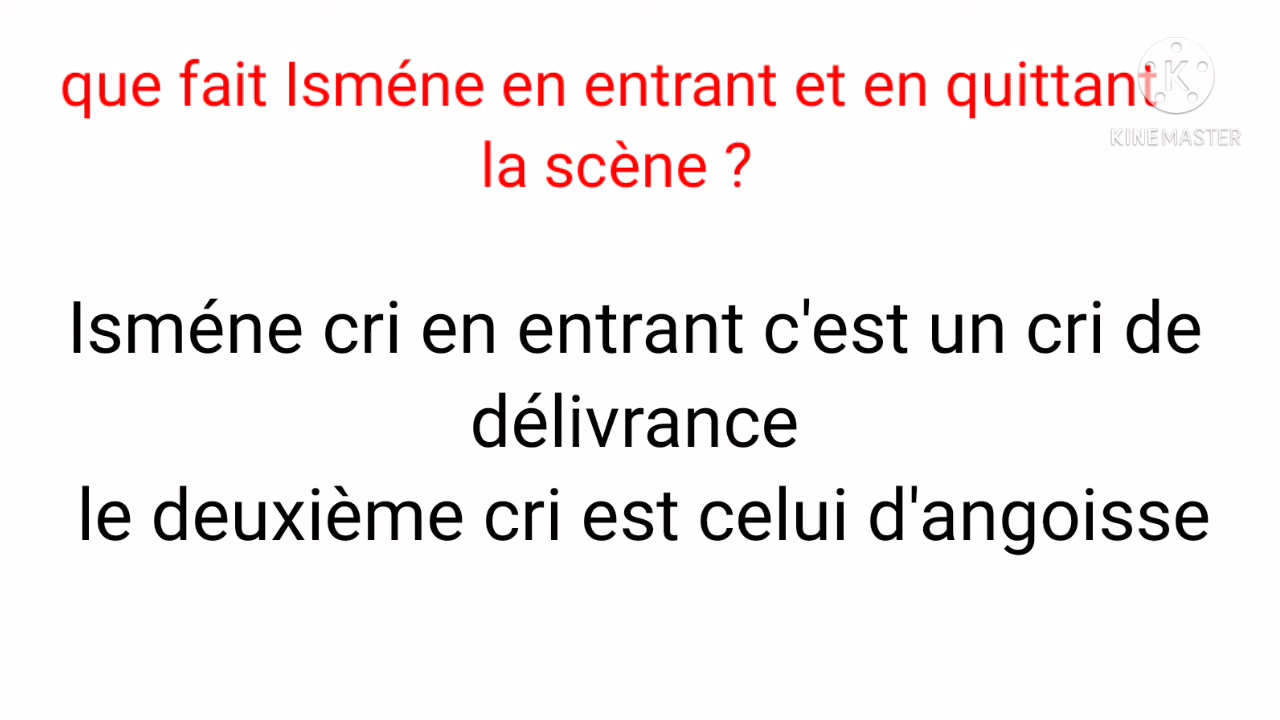 que fait Isméne en entrant et en quittant
KINEMASTER
la scène ?
Isméne cri en entrant c'est un cri de
délivrance
le deuxième cri est celui d'angoisse